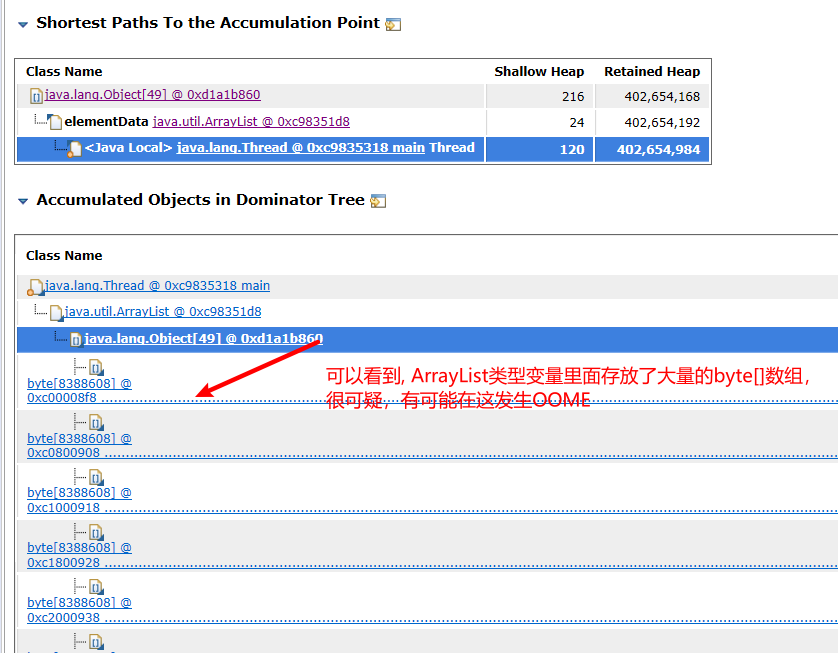 Shortest Paths To the Accumulation Point
Class Name Shallow Heap Retained Heap
java.lang.Object[49] @ 0xd1a1b860 216 402,654,168
elementData java.util.ArrayList @ 0xc98351d8 24 402,654,192
<Java Local> java.lang.Thread @ 0xc9835318 main Thread 120 402,654,984
Accumulated Objects in Dominator Tree
Class Name
java.lang.Thread @ 0xc9835318 main
java.util.ArrayList @ 0xc98351d8
java.lang.Object[49] @ 0xd1a1b860
可以看到, ArrayList类型变量里面存放了大量的byte[]数组，
很可疑，有可能在这发生OOME
byte[8388608] @
0xc00008f8
byte[8388608] @
0xc0800908
byte[8388608] @
0xc1000918
byte[8388608] @
0xc1800928
byte[8388608] @
0xc2000938